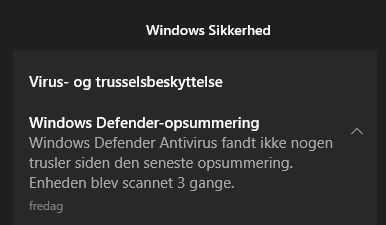 Windows Sikkerhed
Virus- og trusselsbeskyttelse
Windows Defender-opsummering
Windows Defender Antivirus fandt ikke nogen
trusler siden den seneste opsummering.
Enheden blev scannet 3 gange.
fredag